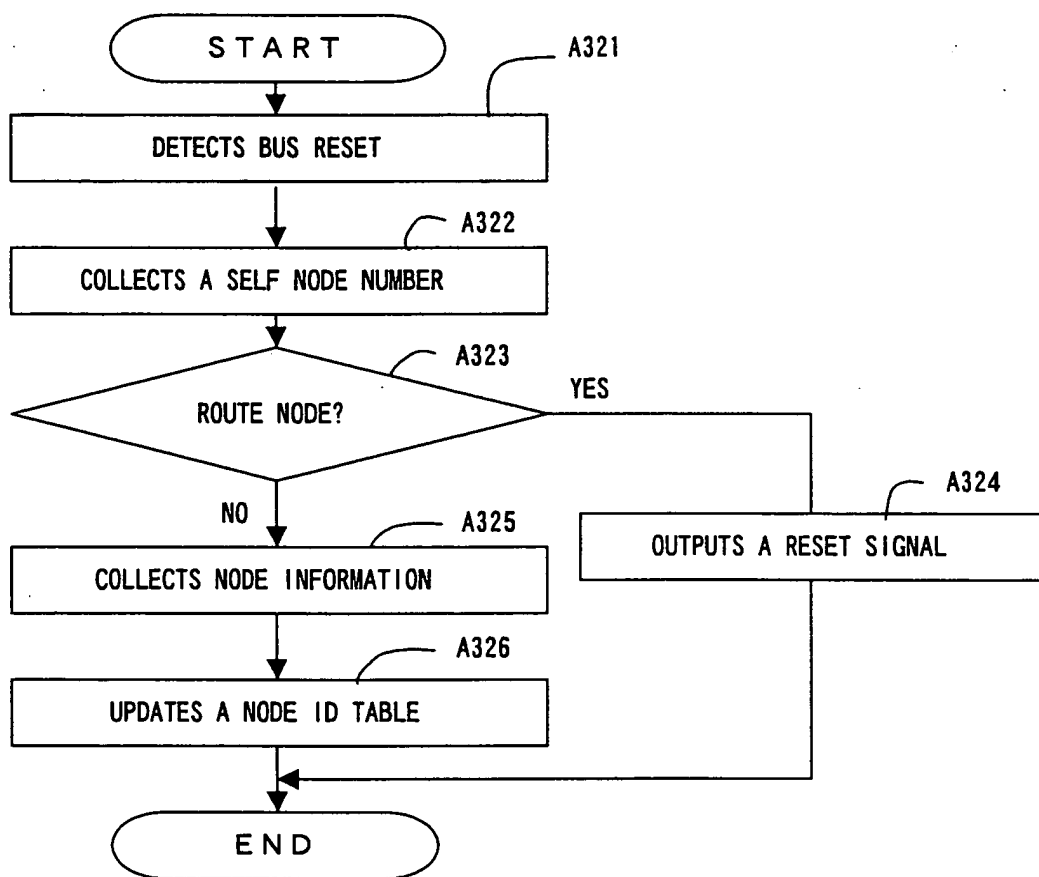 START
A321
DETECTS BUS RESET
A322
COLLECTS A SELF NODE NUMBER
A323
ROUTE NODE?
YES
A324
NO
A325
OUTPUTS A RESET SIGNAL
COLLECTS NODE INFORMATION
A326
UPDATES A NODE ID TABLE
END